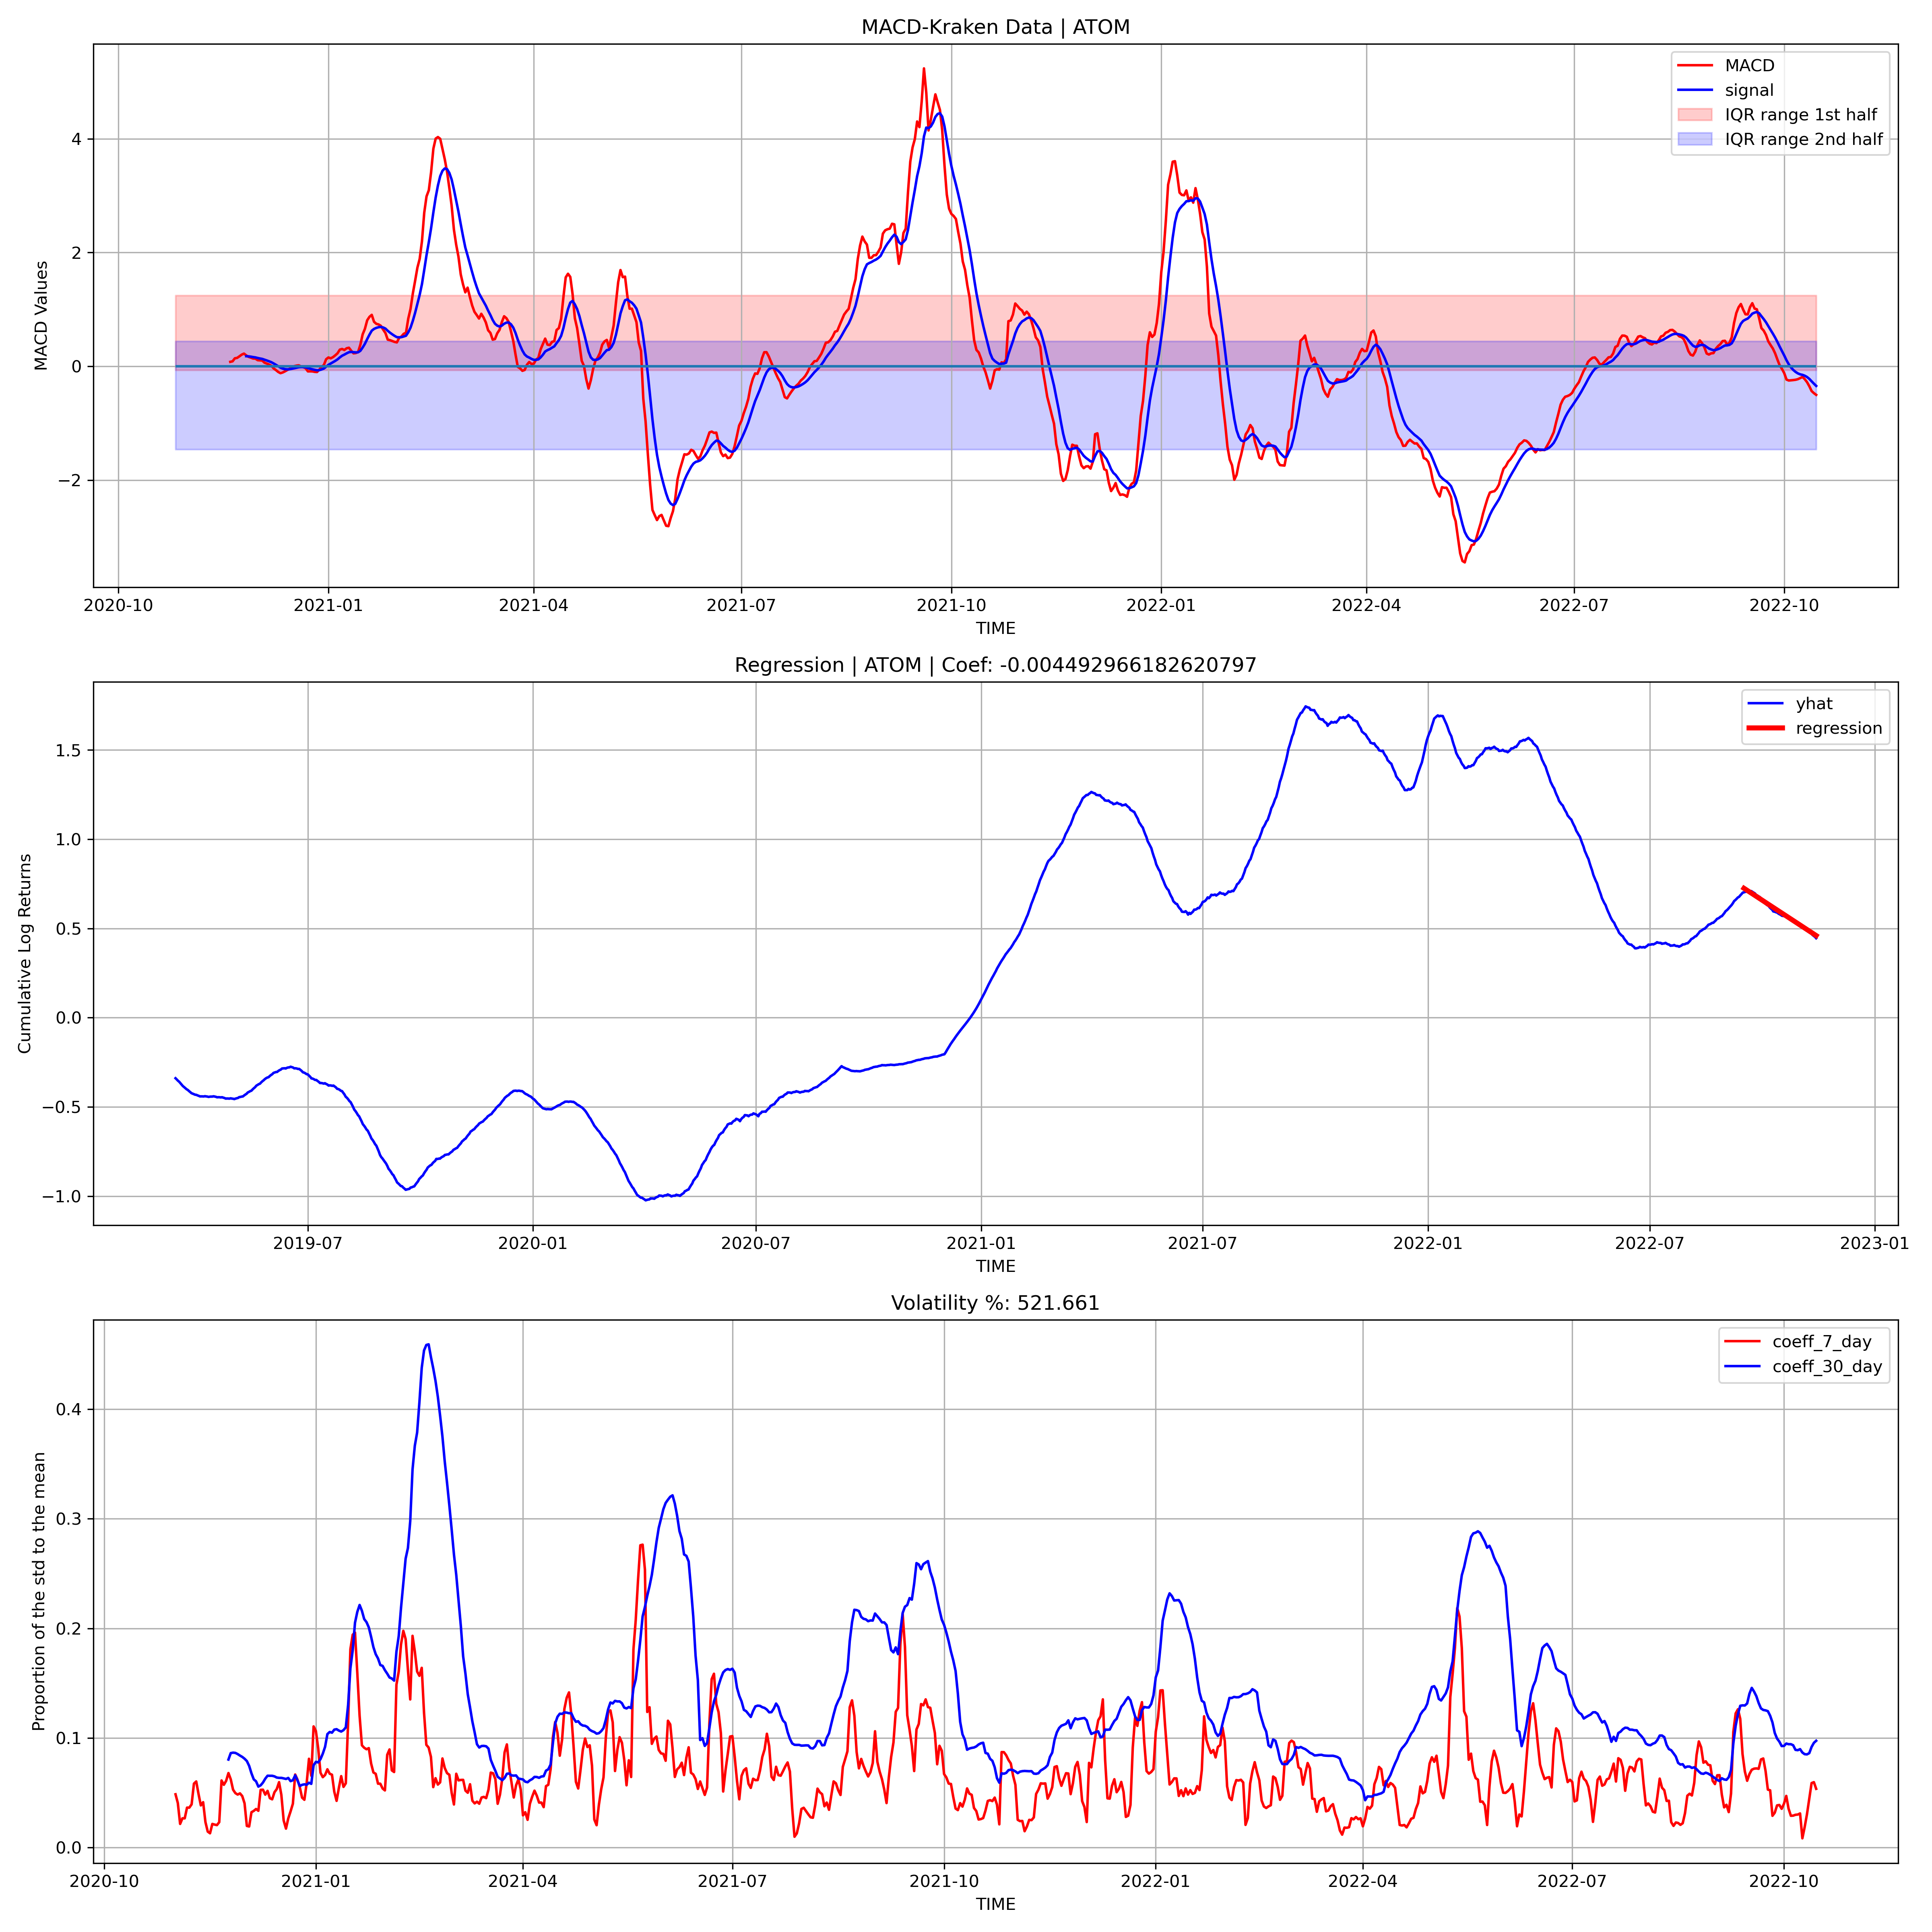 MACD-Kraken Data | ATOM
MACD
signal
IQR range 1st half
IQR range 2nd half
MACD Values
4
2
0
−2
2020-10 2021-01 2021-04 2021-07 2021-10 2022-01 2022-04 2022-07 2022-10
TIME
Regression | ATOM | Coef: -0.004492966182620797
yhat
regression
Cumulative Log Returns
1.5
1.0
0.5
0.0
−0.5
−1.0
2019-07 2020-01 2020-07 2021-01 2021-07 2022-01 2022-07 2023-01
TIME
Volatility %: 521.661
coeff_7_day
coeff_30_day
Proportion of the std to the mean
0.4
0.3
0.2
0.1
0.0
2020-10 2021-01 2021-04 2021-07 2021-10 2022-01 2022-04 2022-07 2022-10
TIME